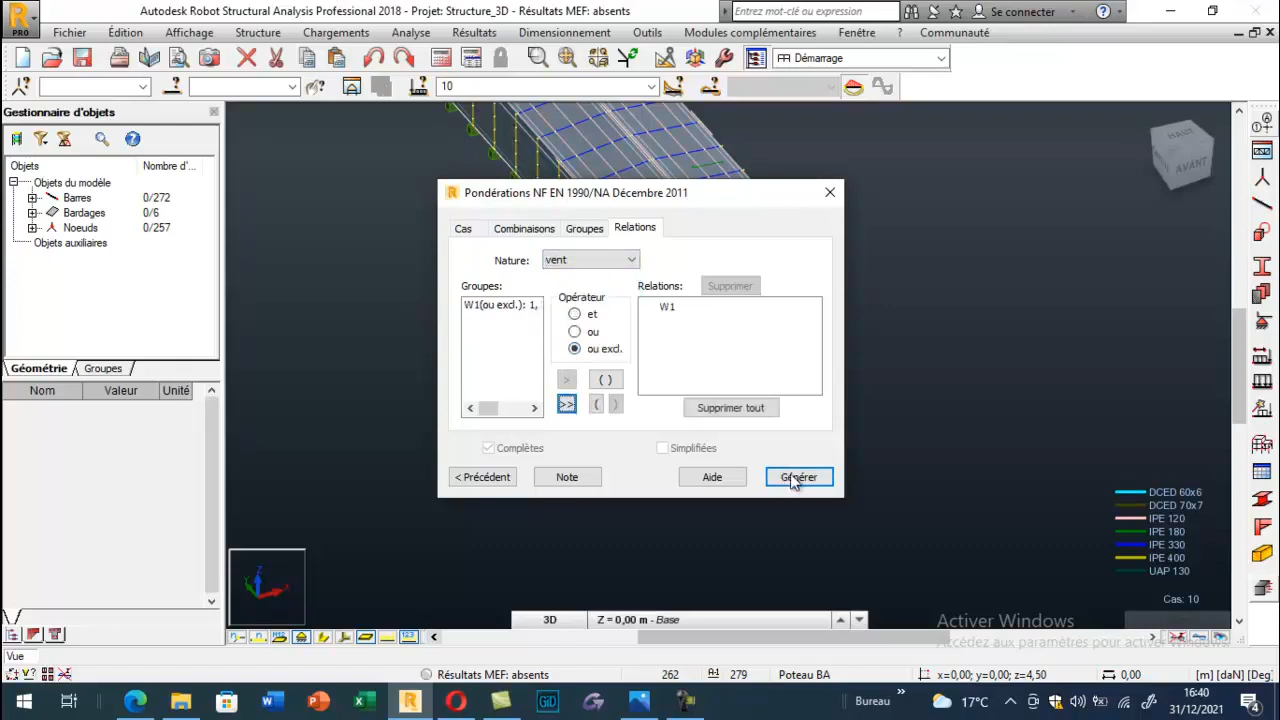 Autodesk Robot Structural Analysis Professional 2018 - Projet: Structure_3D - Résultats MEF: absents
Entrez mot-clé ou expression
Se connecter
PRO
Fichier Édition Affichage Structure Chargements Analyse Résultats Dimensionnement Outils Modules complémentaires Fenêtre ? Communauté
Démarrage
10
Gestionnaire d'objets
Objets Nombre d'...
Objets du modèle
Barres 0/272
Bardages 0/6
Noeuds 0/257
Objets auxiliaires
Géométrie Groupes
Nom Valeur Unité
HAUT
AVANT
Pondérations NF EN 1990/NA Décembre 2011
Cas Combinaisons Groupes Relations
Nature: vent
Groupes: Opérateur Relations: Supprimer
W1(ou excl.): 1,
et
ou
ou excl.
W1
> ( )
>> ( )
Supprimer tout
Complètes Simplifiées
< Précédent Note Aide Générer
DCED 60x6
DCED 70x7
IPE 120
IPE 180
IPE 330
IPE 400
UAP 130
Cas: 10
3D Z = 0,00 m - Base
Activer Windows
Accédez aux paramètres pour activer Windows.
Vue
Résultats MEF: absents 262 279 Poteau BA x=0,00; y=0,00; z=4,50 0,00 [m] [daN] [Deg]
Bureau
17°C
16:40
31/12/2021
4